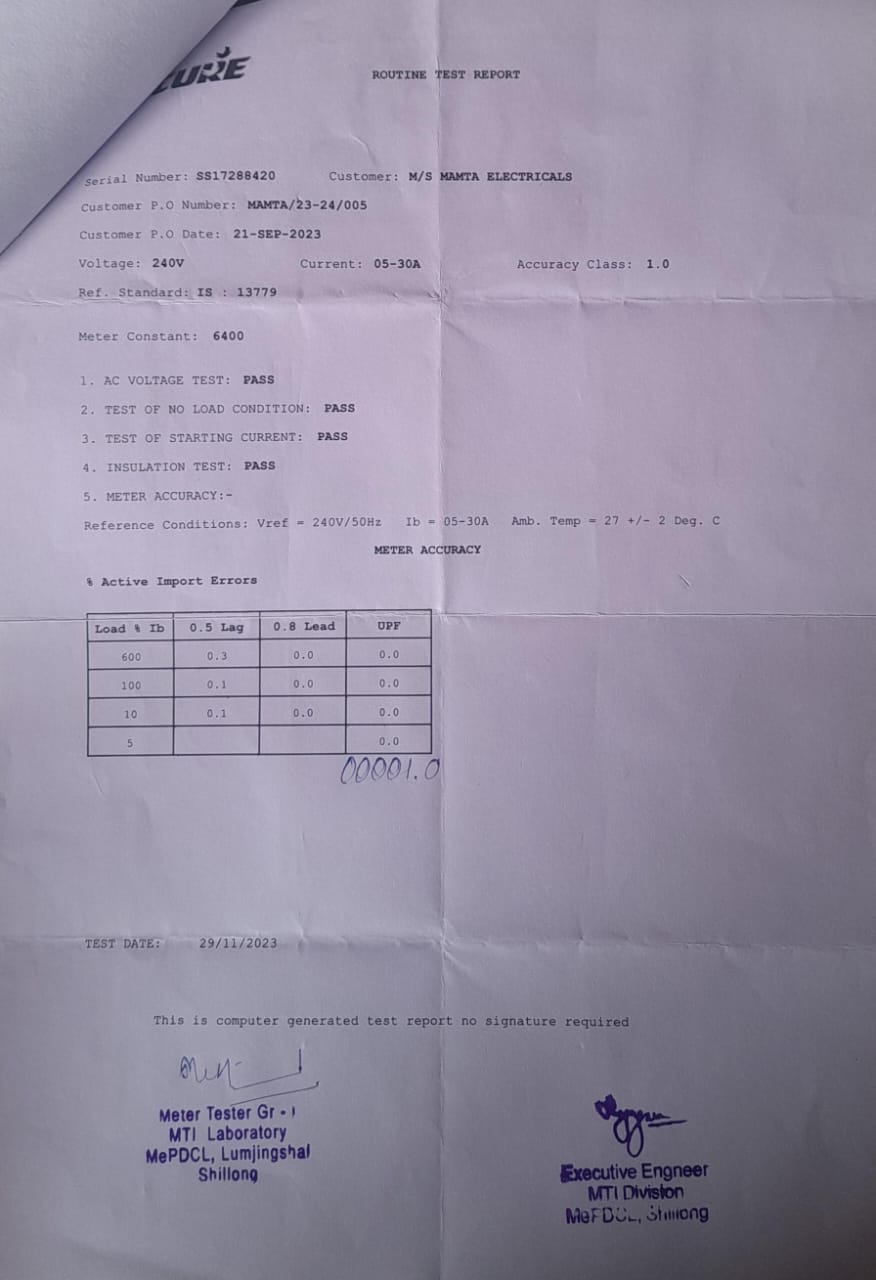 ROUTINE TEST REPORT
Serial Number: SS17288420 Customer: M/S MAMTA ELECTRICALS
Customer P.O Number: MAMTA/23-24/005
Customer P.O Date: 21-SEP-2023
Voltage: 240V Current: 05-30A Accuracy Class: 1.0
Ref. Standard: IS : 13779
Meter Constant: 6400
1. AC VOLTAGE TEST: PASS
2. TEST OF NO LOAD CONDITION: PASS
3. TEST OF STARTING CURRENT: PASS
4. INSULATION TEST: PASS
5. METER ACCURACY:-
Reference Conditions: Vref = 240V/50Hz Ib = 05-30A Amb. Temp = 27 +/- 2 Deg. C
METER ACCURACY
% Active Import Errors
Load % Ib 0.5 Lag 0.8 Lead UPF
600 0.3 0.0 0.0
100 0.1 0.0 0.0
10 0.1 0.0 0.0
5 0.0
00001.0
TEST DATE: 29/11/2023
This is computer generated test report no signature required
Meter Tester Gr - I
MTI Laboratory
MePDCL, Lumjingshai
Shillong
Executive Engneer
MTI Division
MePDCL, Shillong